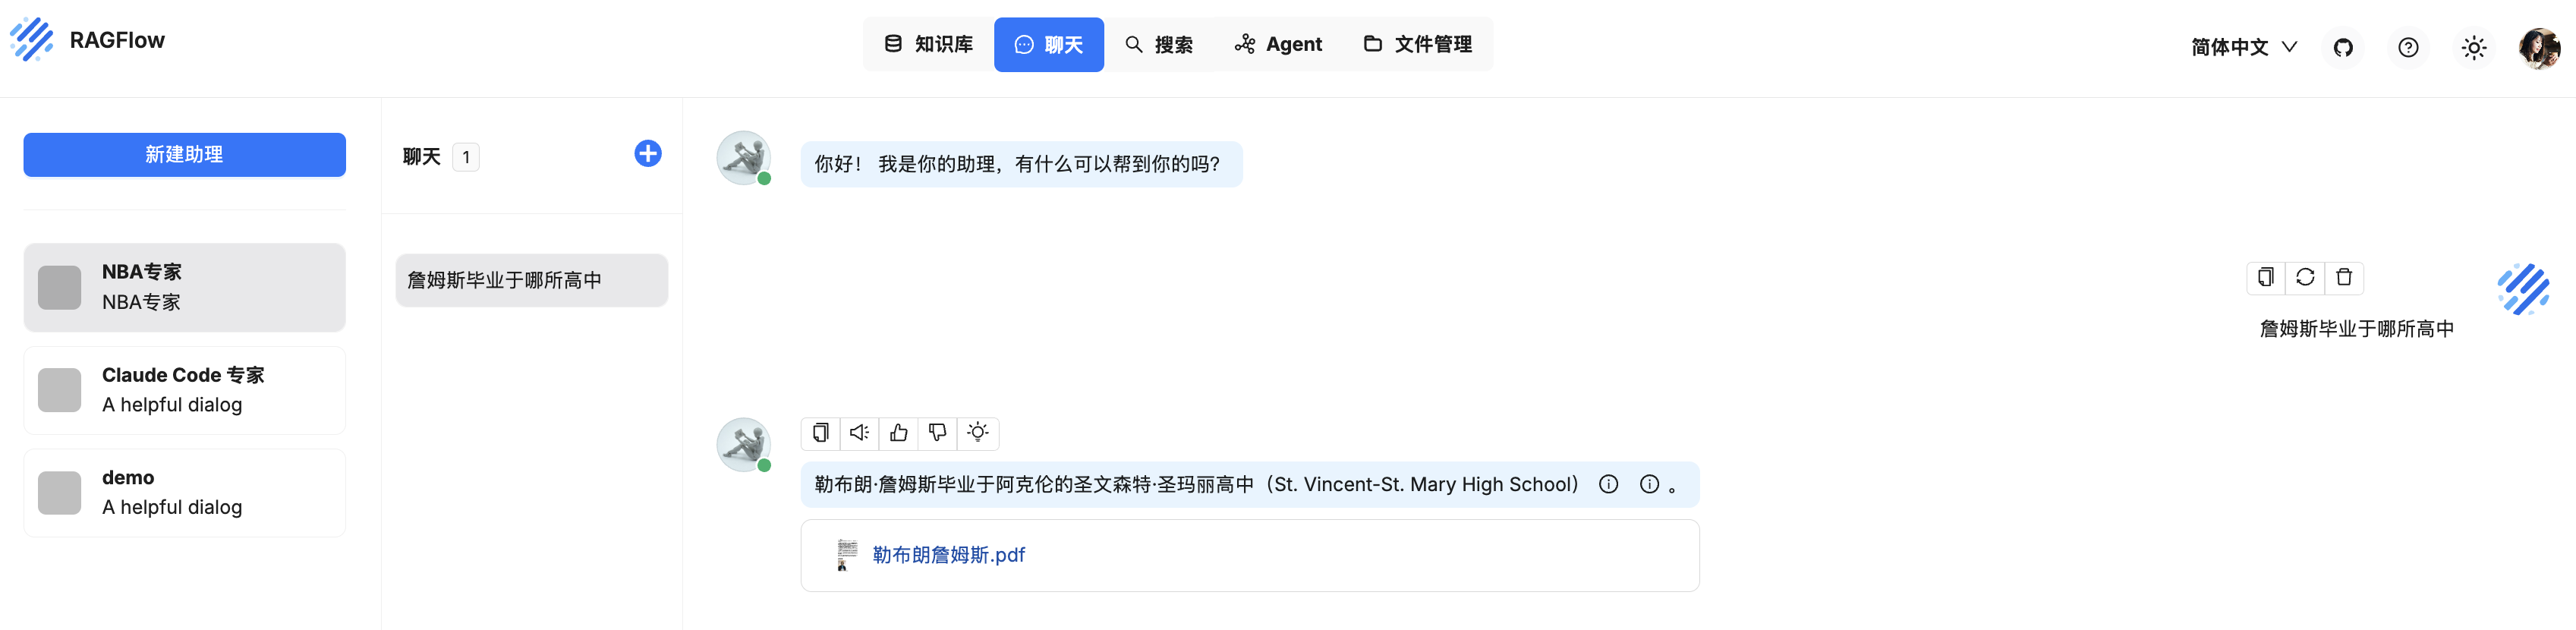 RAGFlow
知识库
聊天
搜索
Agent
文件管理
简体中文
新建助理
NBA专家
NBA专家
Claude Code 专家
A helpful dialog
demo
A helpful dialog
聊天 1
詹姆斯毕业于哪所高中
你好！ 我是你的助理，有什么可以帮到你的吗？
詹姆斯毕业于哪所高中
勒布朗·詹姆斯毕业于阿克伦的圣文森特·圣玛丽高中（St. Vincent-St. Mary High School） 。
勒布朗詹姆斯.pdf